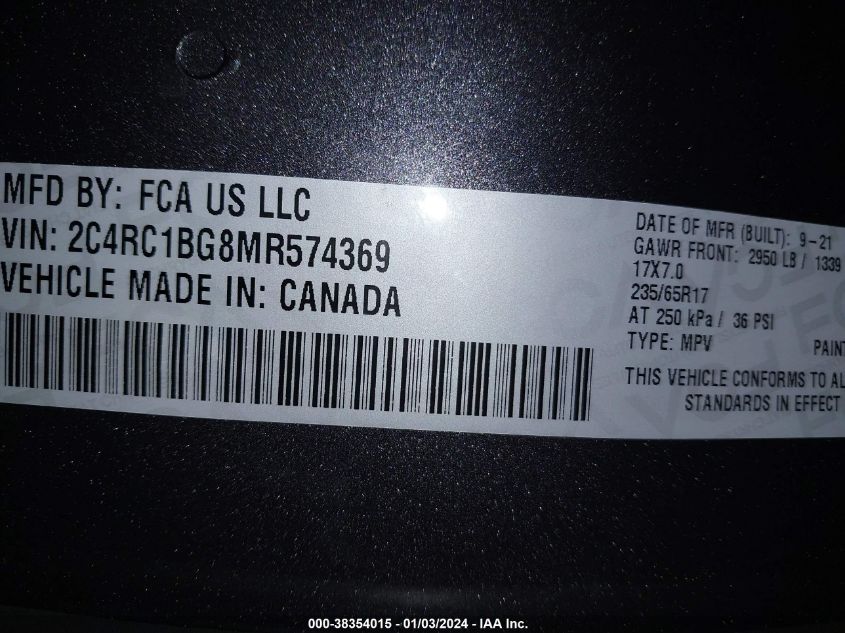 MFD BY: FCA US LLC
VIN: 2C4RC1BG8MR574369
VEHICLE MADE IN: CANADA
DATE OF MFR (BUILT): 9-21
GAWR FRONT: 2950 LB / 1339
17X7.0
235/65R17
AT 250 kPa / 36 PSI
TYPE: MPV PAINT
THIS VEHICLE CONFORMS TO AL
STANDARDS IN EFFECT
000-38354015 - 01/03/2024 - IAA Inc.